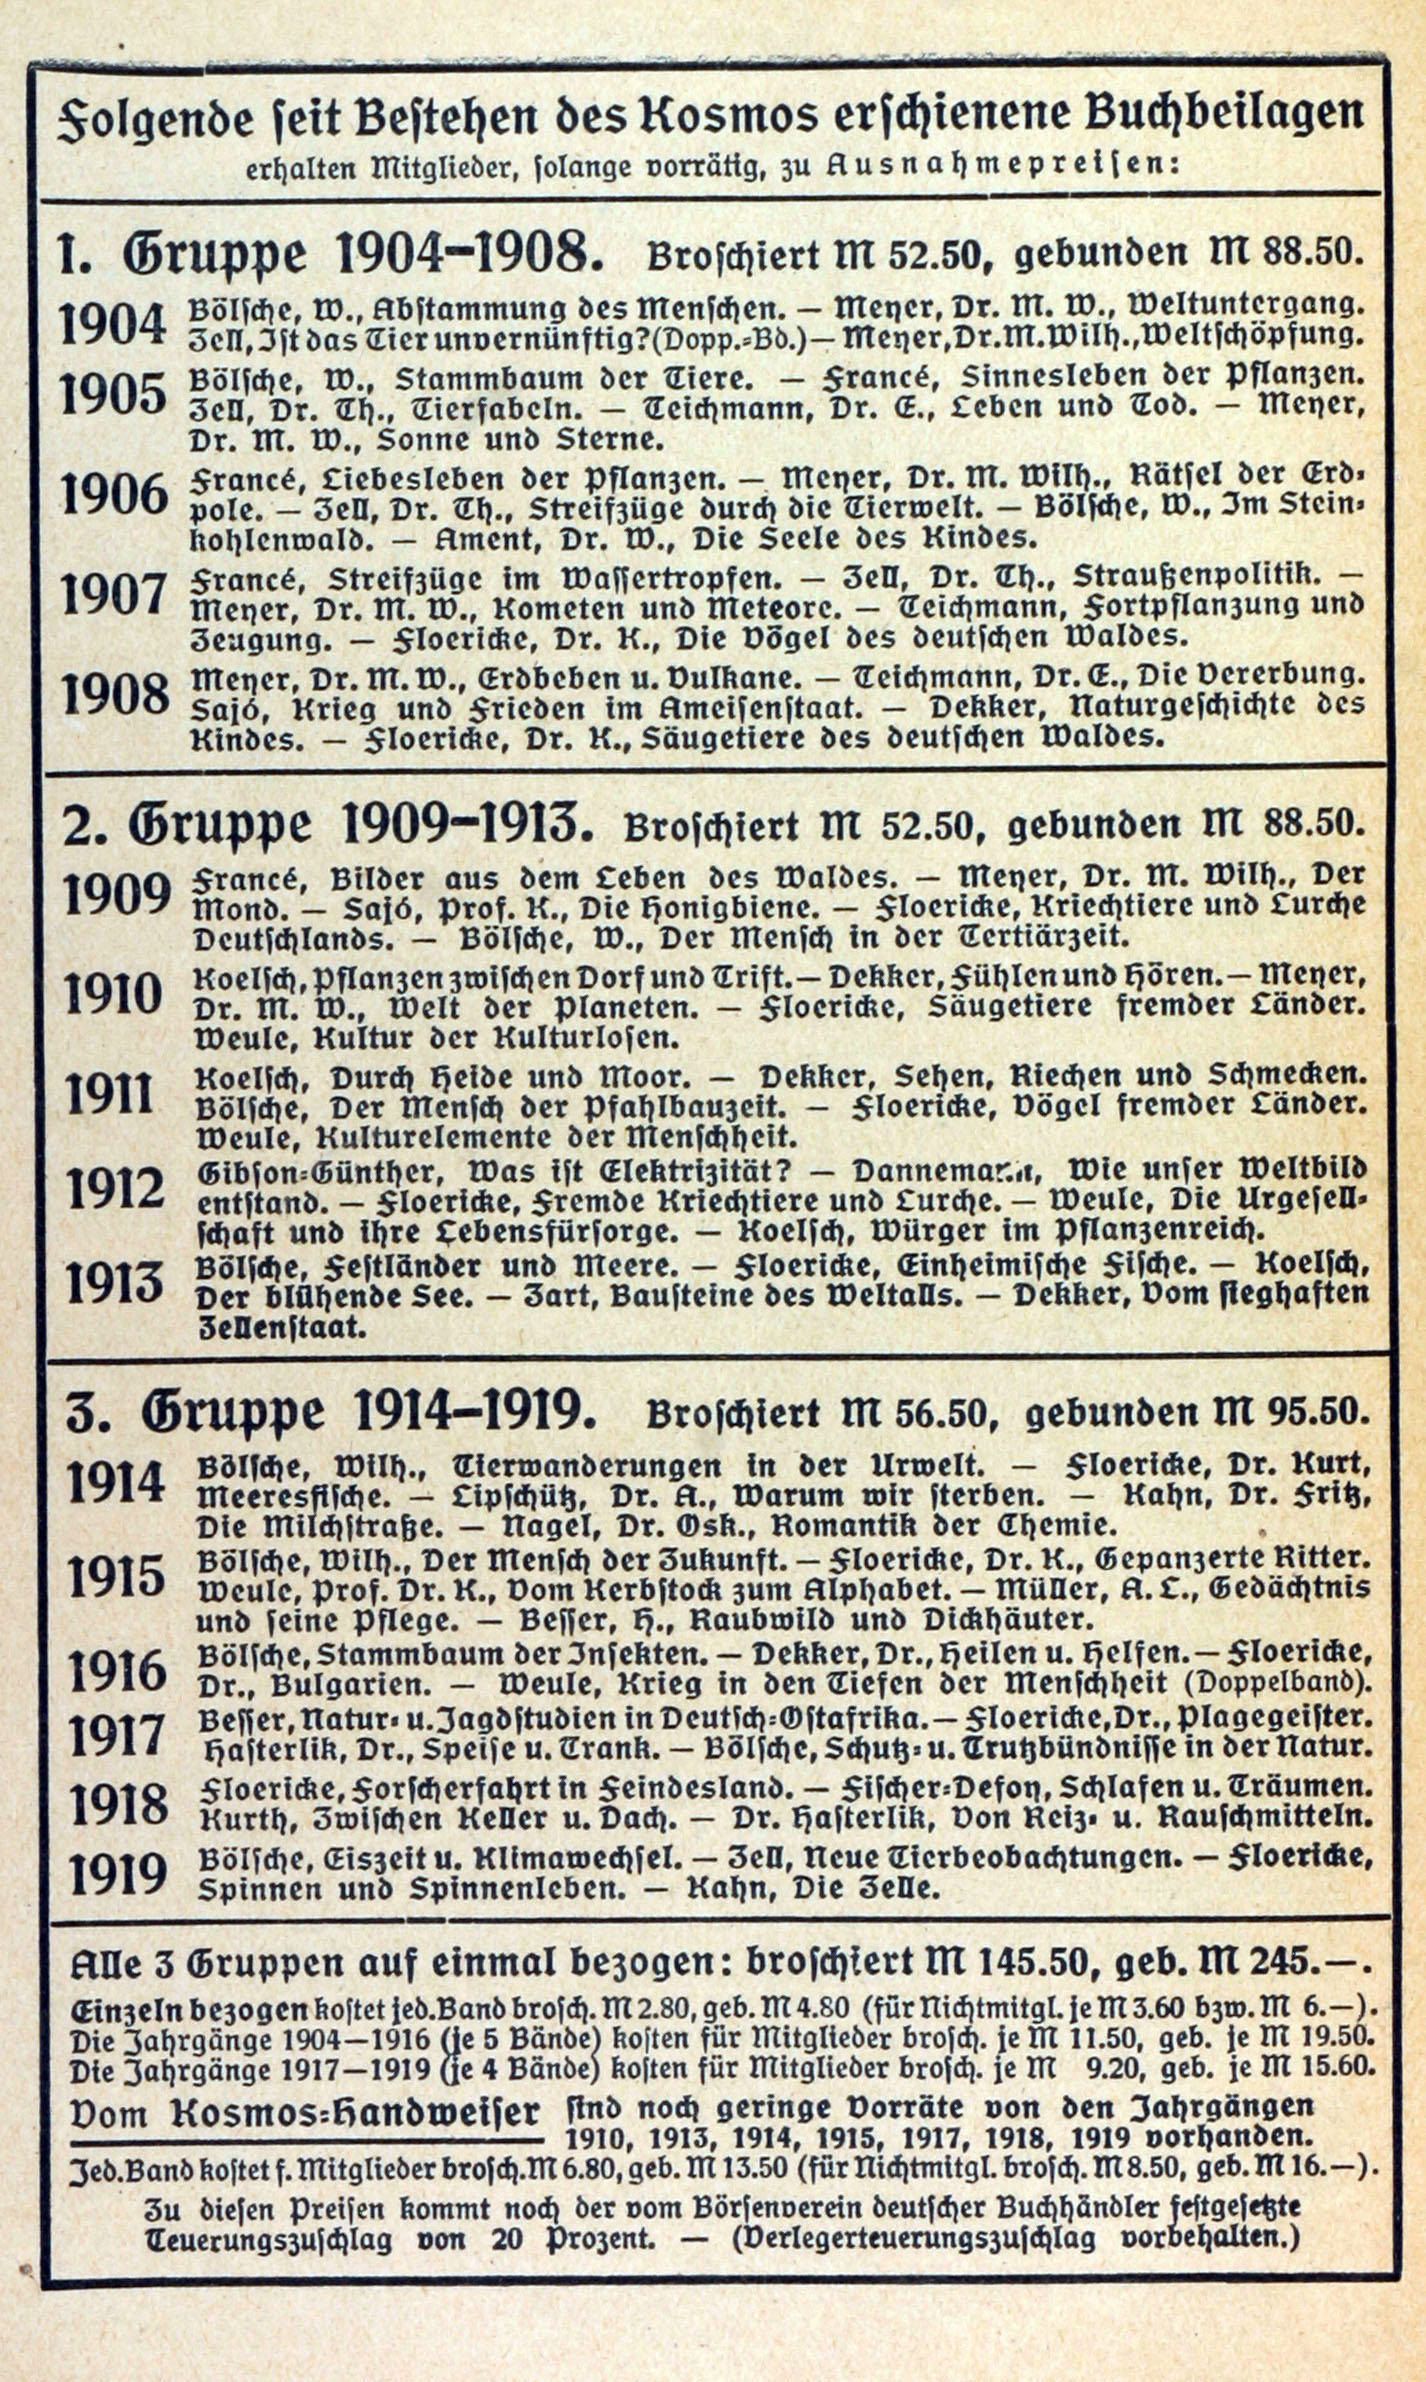 Folgende seit Bestehen des Kosmos erschienene Buchbeilagen
erhalten Mitglieder, solange vorrätig, zu Ausnahmepreisen:
1. Gruppe 1904–1908. Broschiert M 52.50, gebunden M 88.50.
1904 Bölsche, W., Abstammung des Menschen. — Meyer, Dr. M. W., Weltuntergang.
Zell, Ist das Tier unvernünftig? (Dopp.-Bd.) — Meyer, Dr. M. Wilh., Weltschöpfung.
1905 Bölsche, W., Stammbaum der Tiere. — Francé, Sinnesleben der Pflanzen.
Zell, Dr. Th., Tierfabeln. — Teichmann, Dr. E., Leben und Tod. — Meyer,
Dr. M. W., Sonne und Sterne.
1906 Francé, Liebesleben der Pflanzen. — Meyer, Dr. M. Wilh., Rätsel der Erd-
pole. — Zell, Dr. Th., Streifzüge durch die Tierwelt. — Bölsche, W., Im Stein-
kohlenwald. — Ament, Dr. W., Die Seele des Kindes.
1907 Francé, Streifzüge im Wassertropfen. — Zell, Dr. Th., Straußenpolitik. —
Meyer, Dr. M. W., Kometen und Meteore. — Teichmann, Fortpflanzung und
Zeugung. — Floericke, Dr. K., Die Vögel des deutschen Waldes.
1908 Meyer, Dr. M. W., Erdbeben u. Vulkane. — Teichmann, Dr. E., Die Vererbung.
Sajó, Krieg und Frieden im Ameisenstaat. — Dekker, Naturgeschichte des
Kindes. — Floericke, Dr. K., Säugetiere des deutschen Waldes.
2. Gruppe 1909–1913. Broschiert M 52.50, gebunden M 88.50.
1909 Francé, Bilder aus dem Leben des Waldes. — Meyer, Dr. M. Wilh., Der
Mond. — Sajó, Prof. K., Die Honigbiene. — Floericke, Kriechtiere und Lurche
Deutschlands. — Bölsche, W., Der Mensch in der Tertiärzeit.
1910 Koelsch, Pflanzen zwischen Dorf und Trift. — Dekker, Fühlen und Hören. — Meyer,
Dr. M. W., Welt der Planeten. — Floericke, Säugetiere fremder Länder.
Weule, Kultur der Kulturlosen.
1911 Koelsch, Durch Heide und Moor. — Dekker, Sehen, Riechen und Schmecken.
Bölsche, Der Mensch der Pfahlbauzeit. — Floericke, Vögel fremder Länder.
Weule, Kulturelemente der Menschheit.
1912 Gibson-Günther, Was ist Elektrizität? — Dannemann, Wie unser Weltbild
entstand. — Floericke, Fremde Kriechtiere und Lurche. — Weule, Die Urgesell-
schaft und ihre Lebensfürsorge. — Koelsch, Würger im Pflanzenreich.
1913 Bölsche, Festländer und Meere. — Floericke, Einheimische Fische. — Koelsch,
Der blühende See. — Zart, Bausteine des Weltalls. — Dekker, Vom sieghaften
Zellenstaat.
3. Gruppe 1914–1919. Broschiert M 56.50, gebunden M 95.50.
1914 Bölsche, Wilh., Tierwanderungen in der Urwelt. — Floericke, Dr. Kurt,
Meeresfische. — Lipschütz, Dr. A., Warum wir sterben. — Kahn, Dr. Fritz,
Die Milchstraße. — Nagel, Dr. Osk., Romantik der Chemie.
1915 Bölsche, Wilh., Der Mensch der Zukunft. — Floericke, Dr. K., Gepanzerte Ritter.
Weule, Prof. Dr. K., Vom Kerbstock zum Alphabet. — Müller, A. L., Gedächtnis
und seine Pflege. — Besser, H., Raubwild und Dickhäuter.
1916 Bölsche, Stammbaum der Insekten. — Dekker, Dr., Heilen u. Helfen. — Floericke,
Dr., Bulgarien. — Weule, Krieg in den Tiefen der Menschheit (Doppelband).
1917 Besser, Natur- u. Jagdstudien in Deutsch-Ostafrika. — Floericke, Dr., Plagegeister.
Hasterlik, Dr., Speise u. Trank. — Bölsche, Schutz- u. Trutzbündnisse in der Natur.
1918 Floericke, Forscherfahrt in Feindesland. — Fischer-Defoy, Schlafen u. Träumen.
Kurth, Zwischen Keller u. Dach. — Dr. Hasterlik, Von Reiz- u. Rauschmitteln.
1919 Bölsche, Eiszeit u. Klimawechsel. — Zell, Neue Tierbeobachtungen. — Floericke,
Spinnen und Spinnenleben. — Kahn, Die Zelle.
Alle 3 Gruppen auf einmal bezogen: broschiert M 145.50, geb. M 245.—.
Einzeln bezogen kostet jed. Band brosch. M 2.80, geb. M 4.80 (für Nichtmitgl. je M 3.60 bzw. M 6.—).
Die Jahrgänge 1904—1916 (je 5 Bände) kosten für Mitglieder brosch. je M 11.50, geb. je M 19.50.
Die Jahrgänge 1917—1919 (je 4 Bände) kosten für Mitglieder brosch. je M 9.20, geb. je M 15.60.
Vom Kosmos-Handweiser sind noch geringe Vorräte von den Jahrgängen
1910, 1913, 1914, 1915, 1917, 1918, 1919 vorhanden.
Jed. Band kostet f. Mitglieder brosch. M 6.80, geb. M 13.50 (für Nichtmitgl. brosch. M 8.50, geb. M 16.—).
Zu diesen Preisen kommt noch der vom Börsenverein deutscher Buchhändler festgesetzte
Teuerungszuschlag von 20 Prozent. — (Verlegerteuerungszuschlag vorbehalten.)